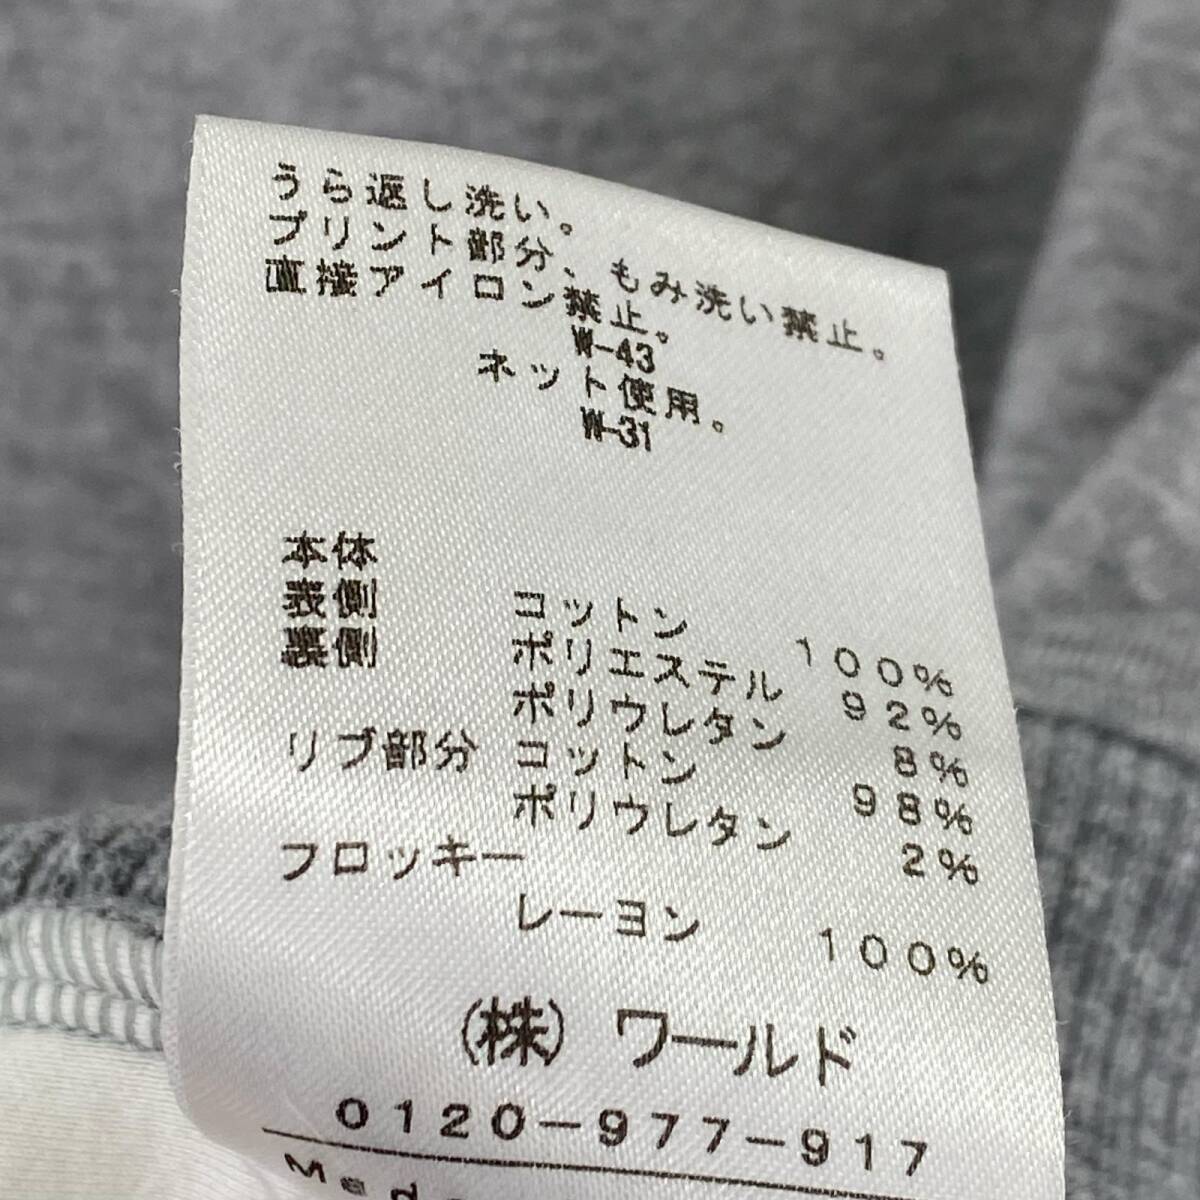 うら返し洗い。
プリント部分、もみ洗い禁止。
直接アイロン禁止。
W-43
ネット使用。
W-31
本体
表側 コットン 100%
裏側 ポリエステル 92%
ポリウレタン 8%
リブ部分 コットン 98%
ポリウレタン 2%
フロッキー
レーヨン 100%
(株) ワールド
0120-977-917
Made